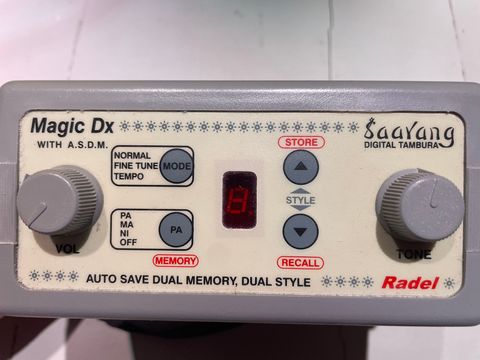 Magic Dx
WITH A.S.D.M.
NORMAL
FINE TUNE
TEMPO
MODE
STORE
Saarang
DIGITAL TAMBURA
STYLE
VOL
PA
MA
NI
OFF
PA
MEMORY
RECALL
TONE
AUTO SAVE DUAL MEMORY, DUAL STYLE
Radel